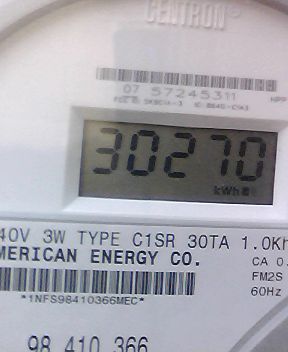 CENTRON®
07 57245311
30270
kWh
40V 3W TYPE C1SR 30TA 1.0Kh
MERICAN ENERGY CO.
CA 0.
FM2S
60Hz
*1NFS98410366MEC*
98 410 366